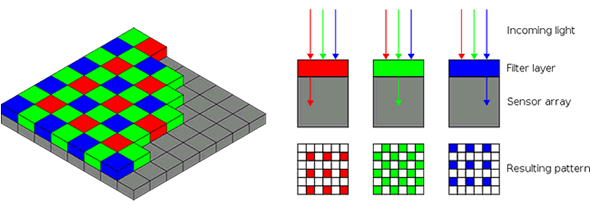 Incoming light
Filter layer
Sensor array
Resulting pattern